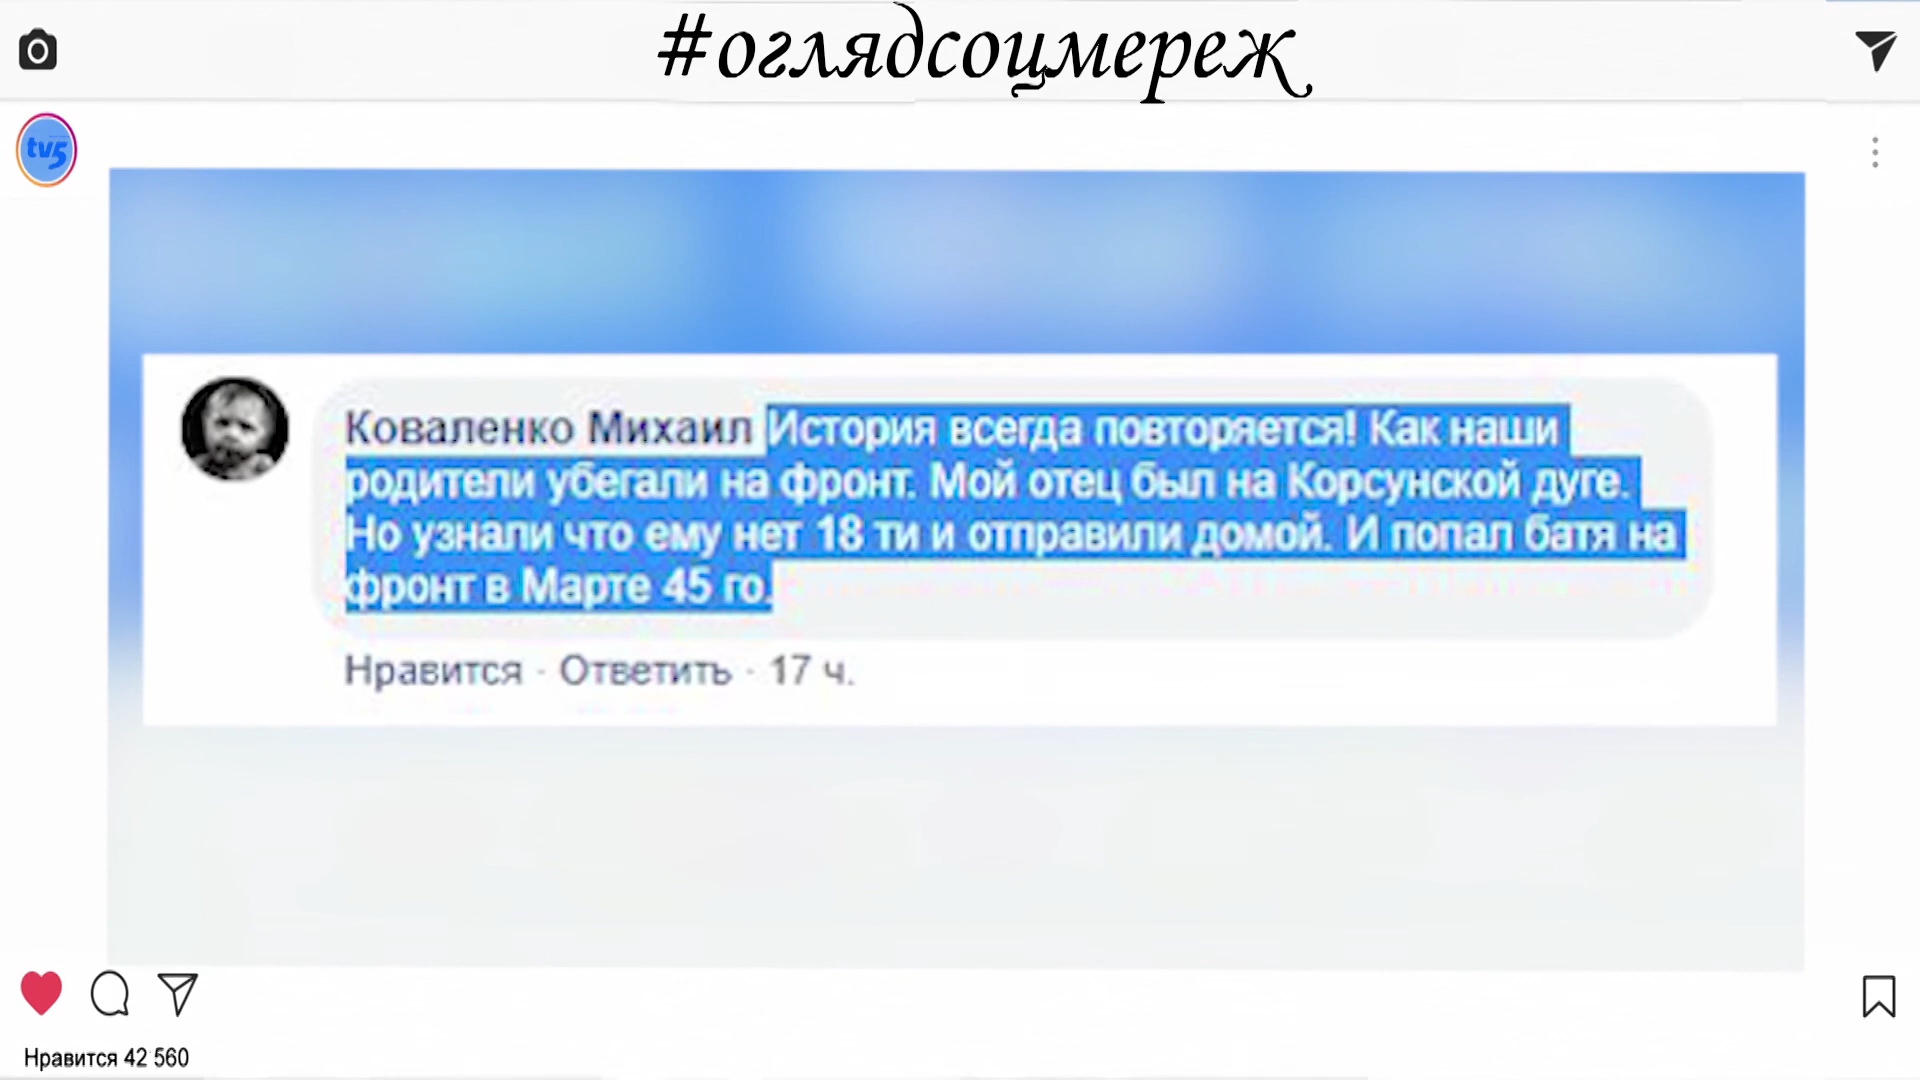 #оглядсоцмереж
tv5
Коваленко Михаил История всегда повторяется! Как наши
родители убегали на фронт. Мой отец был на Корсунской дуге.
Но узнали что ему нет 18 ти и отправили домой. И попал батя на
фронт в Марте 45 го.
Нравится · Ответить · 17 ч.
Нравится 42 560